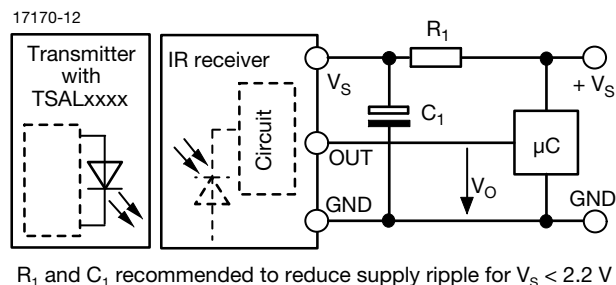 17170-12
Transmitter
with
TSALxxxx
IR receiver
Circuit
VS
R1
+ VS
C1
OUT
µC
VO
GND
GND
R1 and C1 recommended to reduce supply ripple for VS < 2.2 V